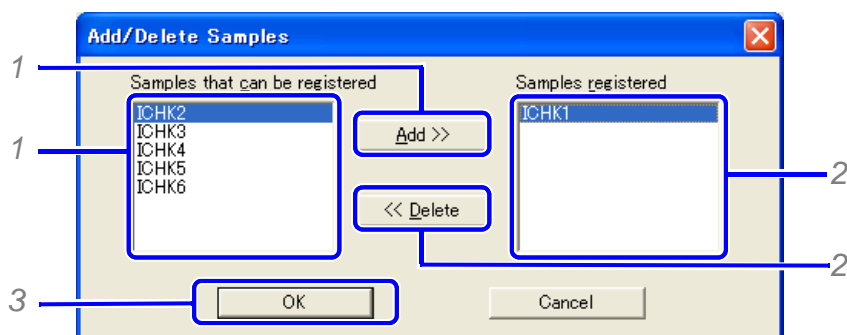 Add/Delete Samples
1
Samples that can be registered
Samples registered
ICHK2
ICHK3
ICHK4
ICHK5
ICHK6
Add >>
ICHK1
1
2
<< Delete
2
3
OK
Cancel